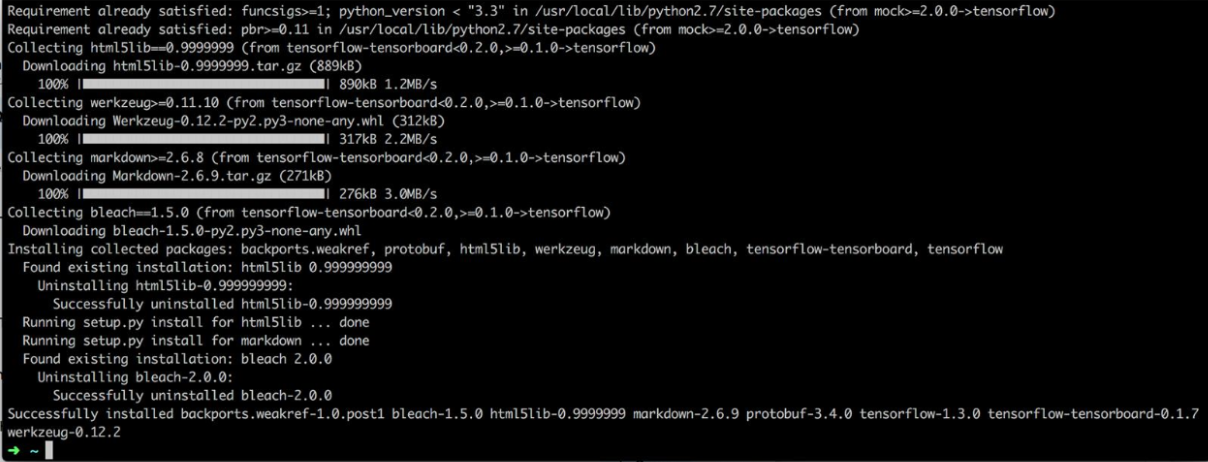 Requirement already satisfied: funcsigs>=1; python_version < "3.3" in /usr/local/lib/python2.7/site-packages (from mock>=2.0.0->tensorflow)
Requirement already satisfied: pbr>=0.11 in /usr/local/lib/python2.7/site-packages (from mock>=2.0.0->tensorflow)
Collecting html5lib==0.9999999 (from tensorflow-tensorboard<0.2.0,>=0.1.0->tensorflow)
Downloading html5lib-0.9999999.tar.gz (889kB)
100% |████████████████████████████████| 890kB 1.2MB/s
Collecting werkzeug>=0.11.10 (from tensorflow-tensorboard<0.2.0,>=0.1.0->tensorflow)
Downloading Werkzeug-0.12.2-py2.py3-none-any.whl (312kB)
100% |████████████████████████████████| 317kB 2.2MB/s
Collecting markdown>=2.6.8 (from tensorflow-tensorboard<0.2.0,>=0.1.0->tensorflow)
Downloading Markdown-2.6.9.tar.gz (271kB)
100% |████████████████████████████████| 276kB 3.0MB/s
Collecting bleach==1.5.0 (from tensorflow-tensorboard<0.2.0,>=0.1.0->tensorflow)
Downloading bleach-1.5.0-py2.py3-none-any.whl
Installing collected packages: backports.weakref, protobuf, html5lib, werkzeug, markdown, bleach, tensorflow-tensorboard, tensorflow
Found existing installation: html5lib 0.999999999
Uninstalling html5lib-0.999999999:
Successfully uninstalled html5lib-0.999999999
Running setup.py install for html5lib ... done
Running setup.py install for markdown ... done
Found existing installation: bleach 2.0.0
Uninstalling bleach-2.0.0:
Successfully uninstalled bleach-2.0.0
Successfully installed backports.weakref-1.0.post1 bleach-1.5.0 html5lib-0.9999999 markdown-2.6.9 protobuf-3.4.0 tensorflow-1.3.0 tensorflow-tensorboard-0.1.7
werkzeug-0.12.2
➜ ~